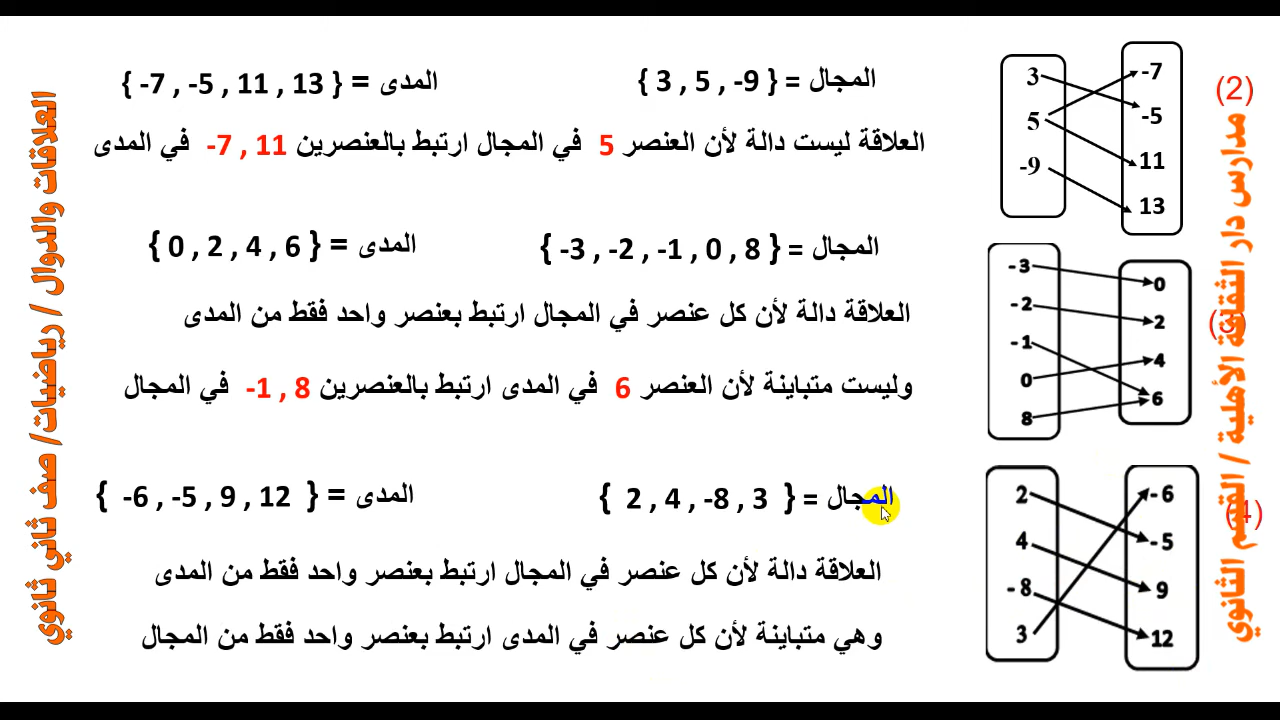 مدارس دار الثقافة الأهلية / القسم الثانوي
(2)
3 5 -9
-7 -5 11 13
المجال = { 3 , 5 , -9 } المدى = { -7 , -5 , 11 , 13 }
العلاقة ليست دالة لأن العنصر 5 في المجال ارتبط بالعنصرين -7 , 11 في المدى
(3)
-3 -2 -1 0 8
0 2 4 6
المجال = { -3 , -2 , -1 , 0 , 8 } المدى = { 0 , 2 , 4 , 6 }
العلاقة دالة لأن كل عنصر في المجال ارتبط بعنصر واحد فقط من المدى
وليست متباينة لأن العنصر 6 في المدى ارتبط بالعنصرين -1 , 8 في المجال
(4)
2 4 -8 3
-6 -5 9 12
المجال = { 2 , 4 , -8 , 3 } المدى = { -6 , -5 , 9 , 12 }
العلاقة دالة لأن كل عنصر في المجال ارتبط بعنصر واحد فقط من المدى
وهي متباينة لأن كل عنصر في المدى ارتبط بعنصر واحد فقط من المجال
العلاقات والدوال / رياضيات/ صف ثاني ثانوي